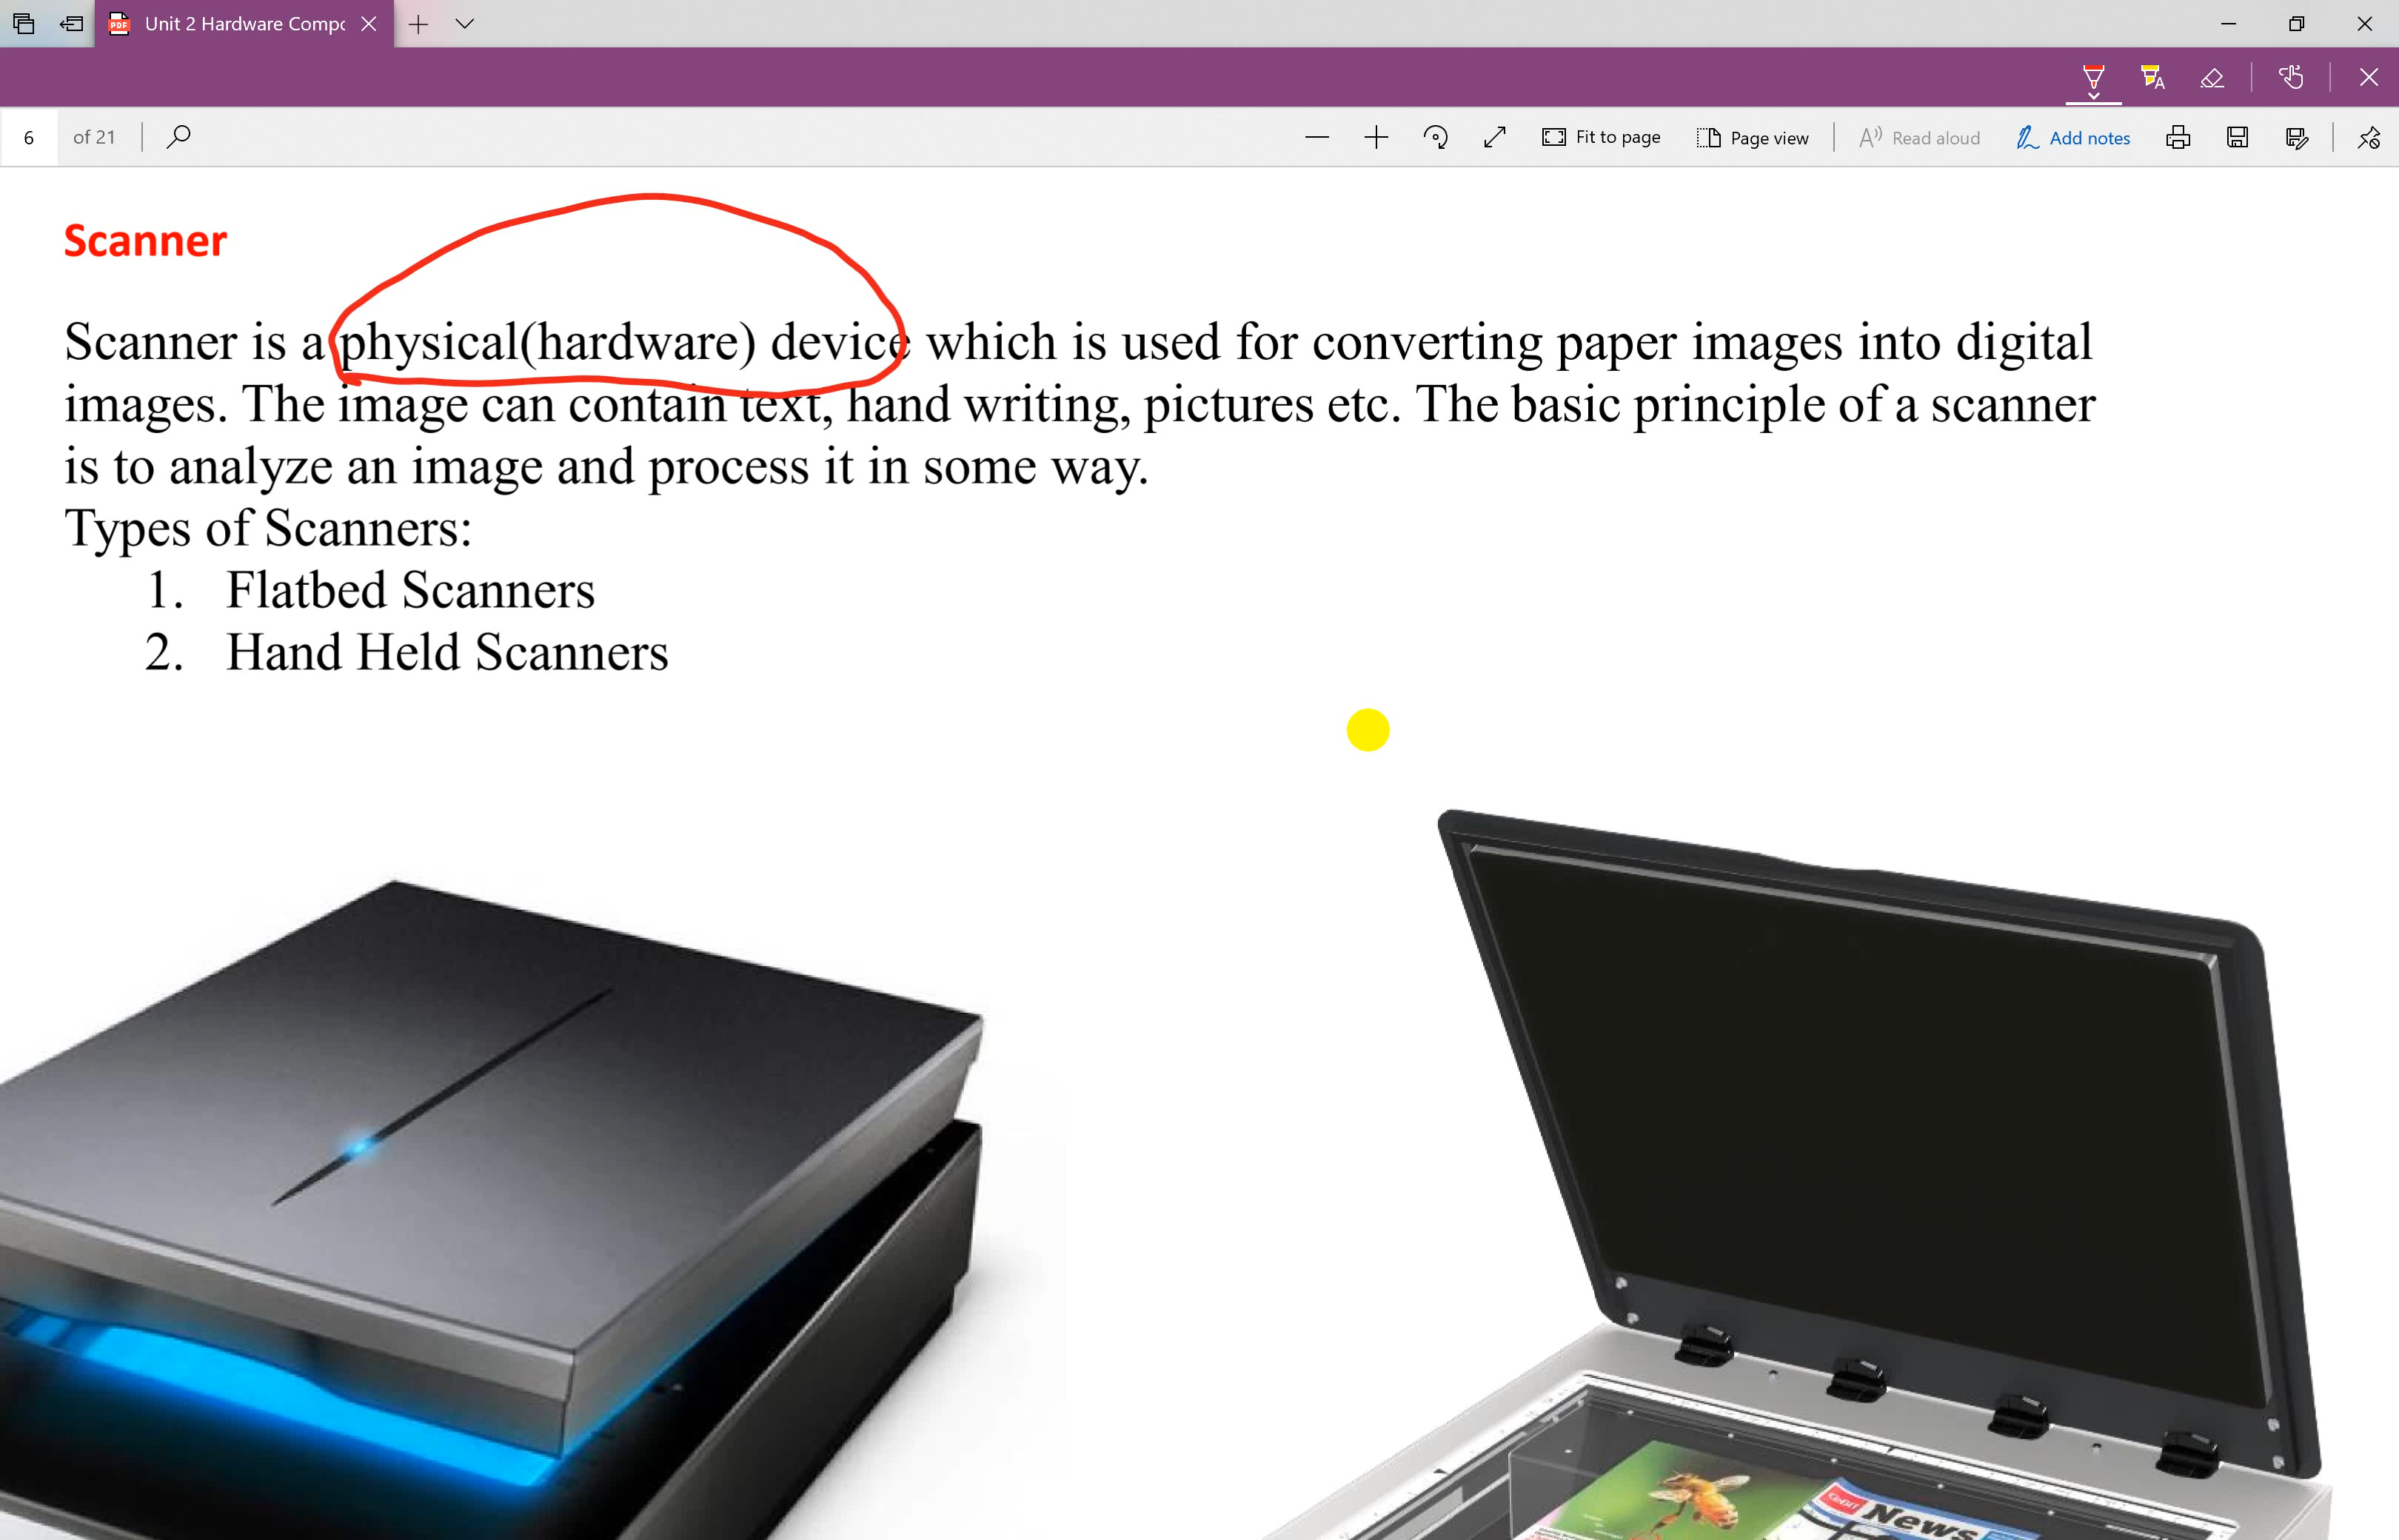 Unit 2 Hardware Compo
6 of 21 Fit to page Page view Read aloud Add notes
Scanner
Scanner is a physical(hardware) device which is used for converting paper images into digital
images. The image can contain text, hand writing, pictures etc. The basic principle of a scanner
is to analyze an image and process it in some way.
Types of Scanners:
1. Flatbed Scanners
2. Hand Held Scanners
News